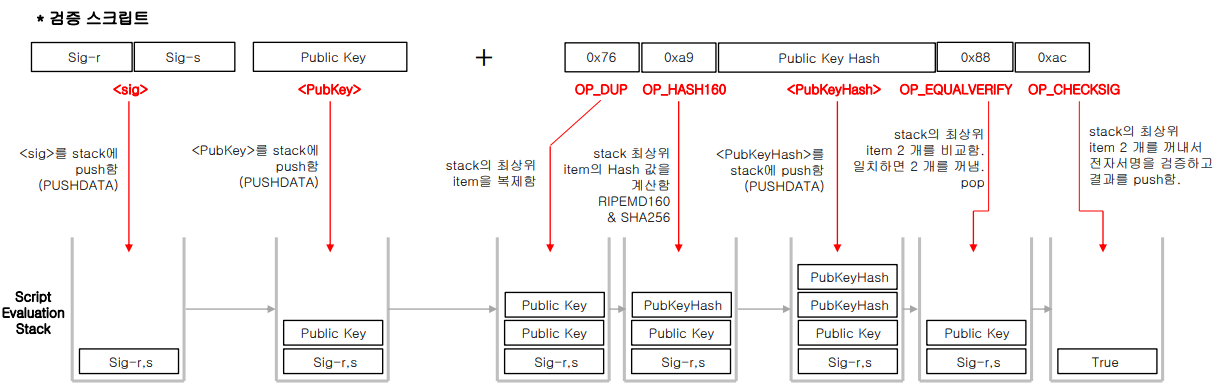 * 검증 스크립트
Sig-r Sig-s Public Key + 0x76 0xa9 Public Key Hash 0x88 0xac
<sig> <PubKey> OP_DUP OP_HASH160 <PubKeyHash> OP_EQUALVERIFY OP_CHECKSIG
<sig>를 stack에
push함
(PUSHDATA)
<PubKey>를 stack에
push함
(PUSHDATA)
stack의 최상위
item을 복제함
stack 최상위
item의 Hash 값을
계산함
RIPEMD160
& SHA256
<PubKeyHash>를
stack에 push함
(PUSHDATA)
stack의 최상위
item 2 개를 비교함.
일치하면 2 개를 꺼냄.
pop
stack의 최상위
item 2 개를 꺼내서
전자서명을 검증하고
결과를 push함.
Script
Evaluation
Stack
Sig-r,s
Public Key
Sig-r,s
Public Key
Public Key
Sig-r,s
PubKeyHash
Public Key
Sig-r,s
PubKeyHash
PubKeyHash
Public Key
Sig-r,s
Public Key
Sig-r,s
True